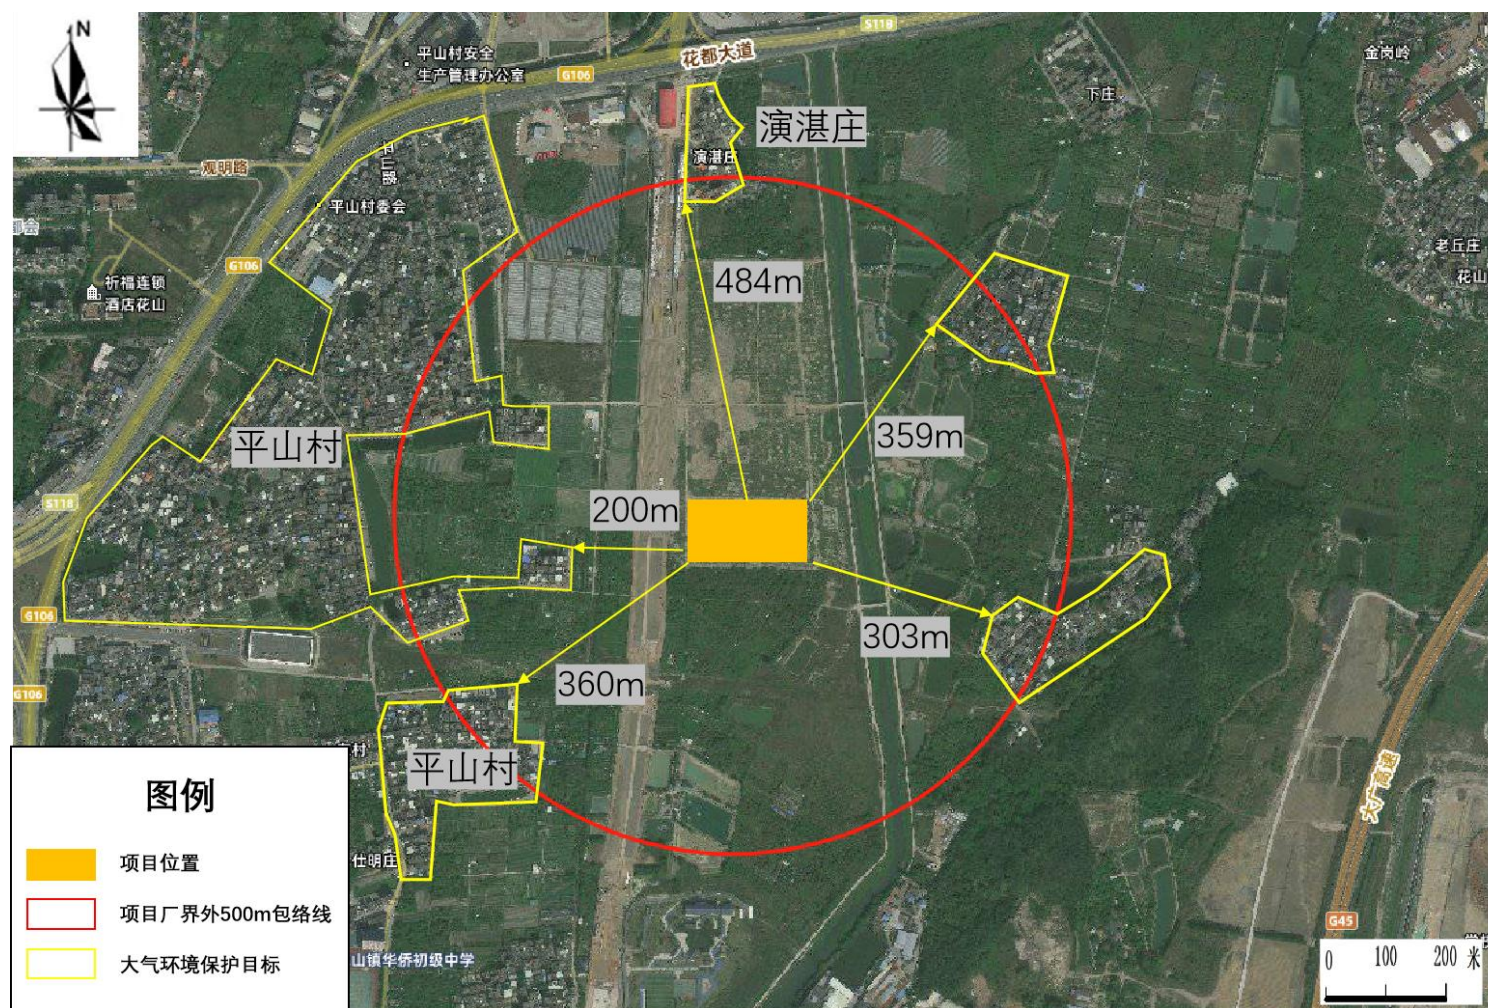 N
S118
花都大道
平山村安全
生产管理办公室
G106
金岗岭
下庄
演湛庄
演湛庄
观明路
平山村委会
老丘庄
花山
G106
祈福连锁
酒店花山
484m
359m
平山村
S118
200m
G106
303m
360m
G106
村
平山村
仕明庄
G45
山镇华侨初级中学
图例
项目位置
项目厂界外500m包络线
大气环境保护目标
0 100 200 米